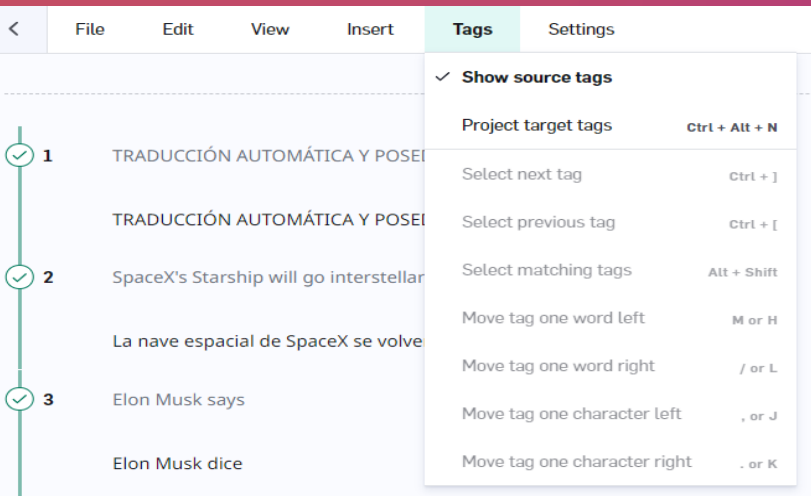 File Edit View Insert Tags Settings
Show source tags
Project target tags Ctrl + Alt + N
Select next tag Ctrl + ]
Select previous tag Ctrl + [
Select matching tags Alt + Shift
Move tag one word left M or H
Move tag one word right / or L
Move tag one character left , or J
Move tag one character right . or K
1 TRADUCCIÓN AUTOMÁTICA Y
TRADUCCIÓN AUTOMÁTICA Y
2 SpaceX's Starship will go interstellar
La nave espacial de SpaceX se
3 Elon Musk says
Elon Musk dice